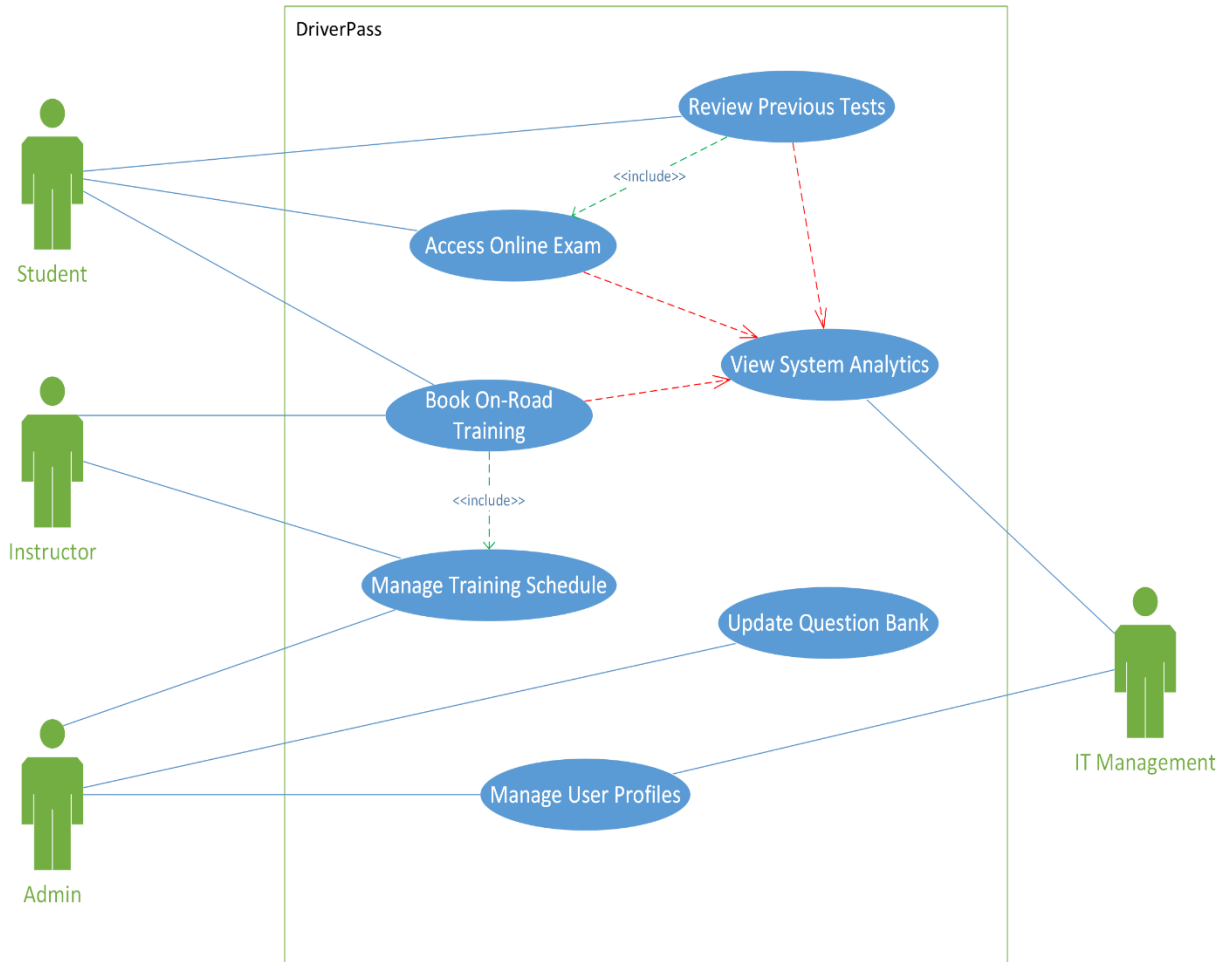 DriverPass
Review Previous Tests
<<include>>
Access Online Exam
Student
View System Analytics
Book On-Road
Training
<<include>>
Instructor
Manage Training Schedule
Update Question Bank
IT Management
Manage User Profiles
Admin